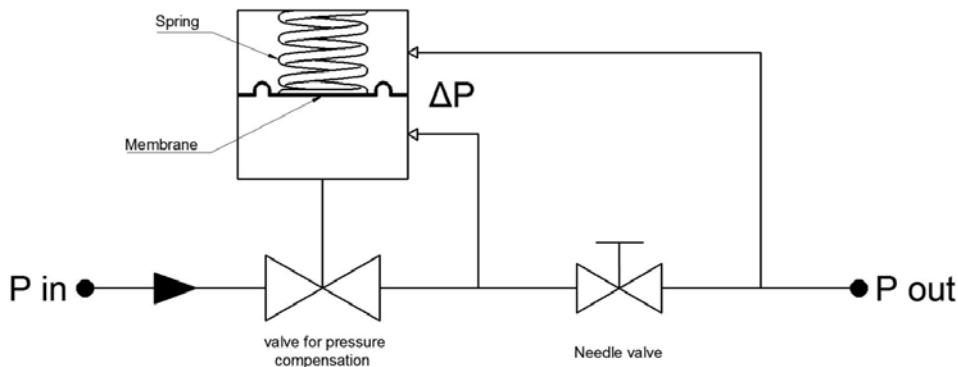 Spring
ΔP
Membrane
P in
P out
valve for pressure
compensation
Needle valve